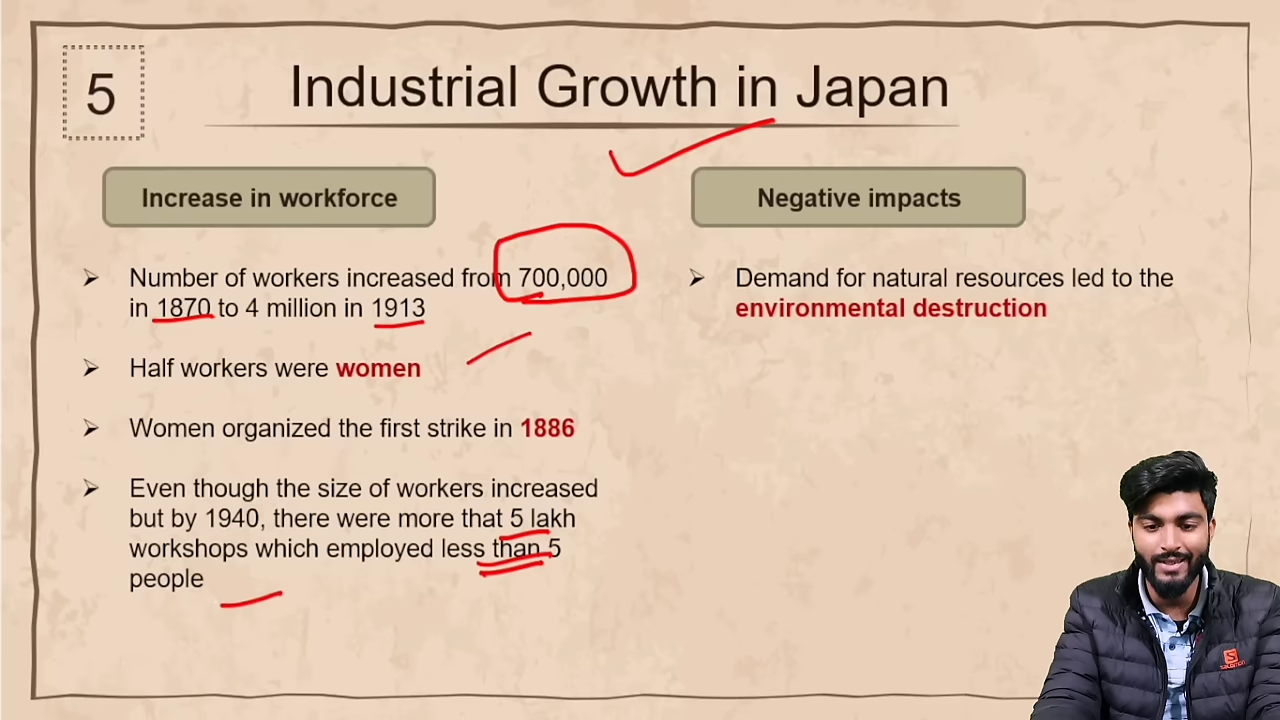 5
Industrial Growth in Japan
Increase in workforce
Number of workers increased from 700,000
in 1870 to 4 million in 1913
Half workers were women
Women organized the first strike in 1886
Even though the size of workers increased
but by 1940, there were more that 5 lakh
workshops which employed less than 5
people
Negative impacts
Demand for natural resources led to the
environmental destruction
S
SALOMON